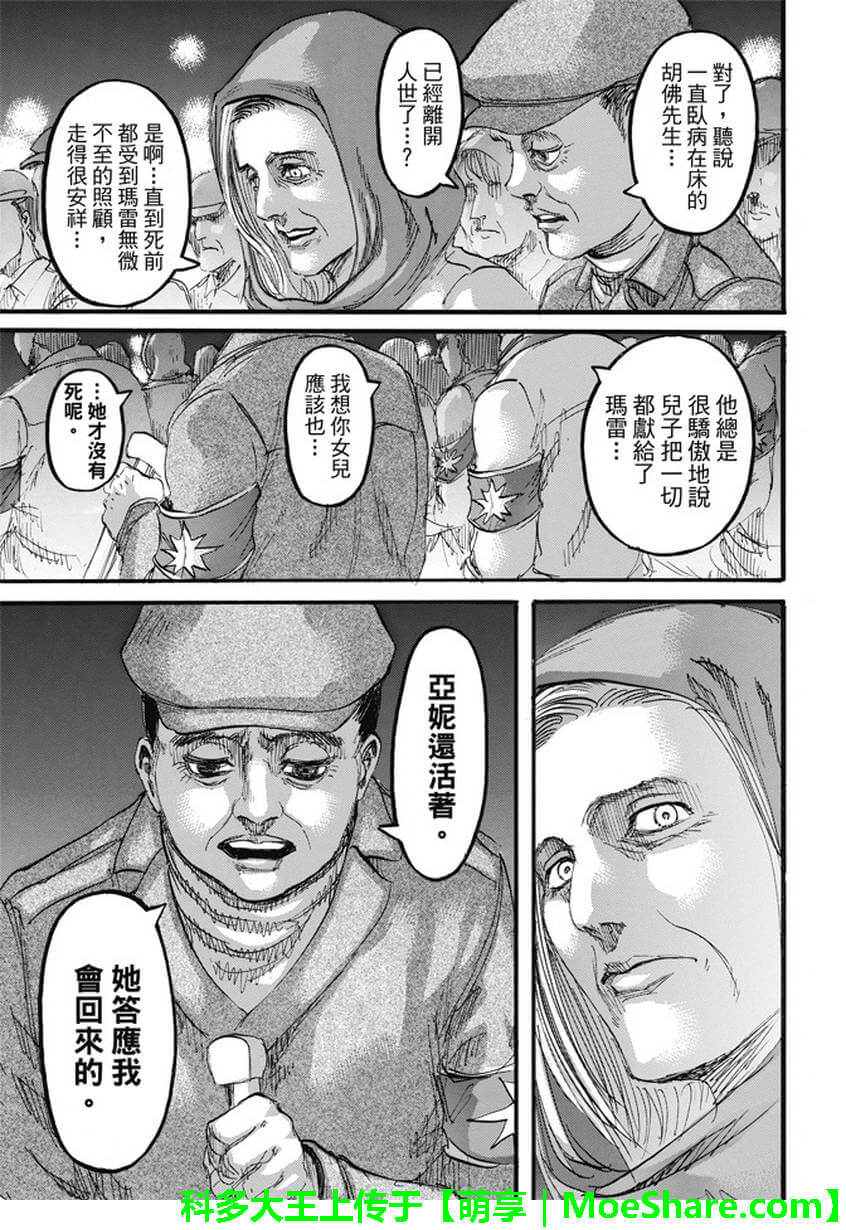 對了，聽說
一直臥病在床的
胡佛先生…
已經離開
人世了…？
是啊…直到死前
都受到瑪雷無微
不至的照顧，
走得很安祥…
他總是
很驕傲地說
兒子把一切
都獻給了
瑪雷…
我想你女兒
應該也…
…她才沒有
死呢。
亞妮還活著。
她答應我
會回來的。
科多大王上传于【萌享｜MoeShare.com】